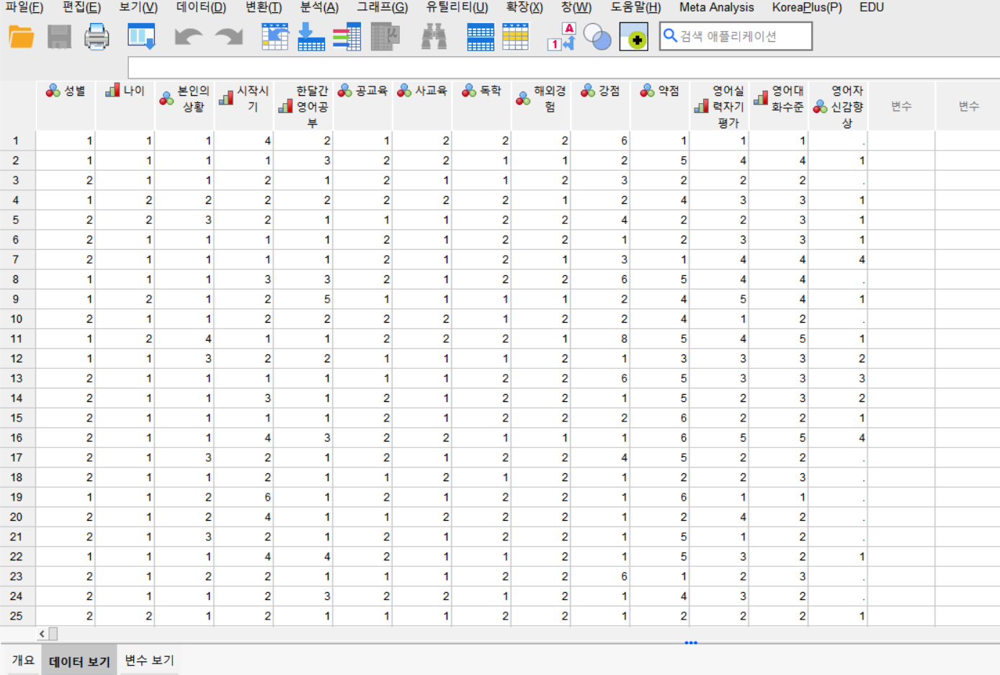 파일(F) 편집(E) 보기(V) 데이터(D) 변환(T) 분석(A) 그래프(G) 유틸리티(U) 확장(X) 창(W) 도움말(H) Meta Analysis KoreaPlus(P) EDU
μ A 1 검색 애플리케이션
성별 나이 본인의상황 시작시기 한달간영어공부 공교육 사교육 독학 해외경험 강점 약점 영어실력자기평가 영어대화수준 영어자신감향상 변수 변수
1 1 1 1 4 2 1 2 2 2 6 1 1 1 .
2 1 1 1 1 3 2 2 1 1 2 5 4 4 1
3 2 1 1 2 1 2 1 1 2 3 2 2 2 .
4 1 2 2 2 2 2 2 2 1 2 4 3 3 1
5 2 2 3 2 1 1 1 2 2 4 2 2 3 1
6 2 1 1 1 1 2 1 2 2 1 2 3 3 1
7 2 1 1 1 1 2 1 2 1 3 1 4 4 4
8 1 1 1 3 3 2 1 2 2 6 5 4 4 .
9 1 2 1 2 5 1 1 1 1 2 4 5 4 1
10 2 1 1 2 2 2 2 1 2 2 4 1 2 .
11 1 2 4 1 1 2 2 2 1 8 5 4 5 1
12 1 1 3 2 2 1 1 1 2 1 3 3 3 2
13 2 1 1 1 1 1 1 2 2 6 5 3 3 3
14 2 1 1 3 1 2 1 2 2 1 5 2 3 2
15 2 1 1 1 1 2 1 2 2 2 6 2 2 1
16 2 1 1 4 3 2 2 1 1 1 6 5 5 4
17 2 1 3 2 1 2 1 2 2 4 5 2 2 .
18 2 1 1 2 1 1 2 1 2 1 2 2 3 .
19 1 1 2 6 1 2 1 2 2 1 6 1 1 .
20 2 1 2 4 1 1 2 2 2 1 2 4 2 .
21 2 1 3 2 1 2 1 2 2 1 5 1 2 .
22 1 1 1 4 4 2 1 1 2 1 5 3 2 1
23 2 1 2 2 1 1 1 2 2 6 1 2 3 .
24 2 1 1 2 3 2 2 1 2 1 4 3 2 .
25 2 2 1 2 1 1 1 2 2 1 2 2 2 1
개요 데이터 보기 변수 보기